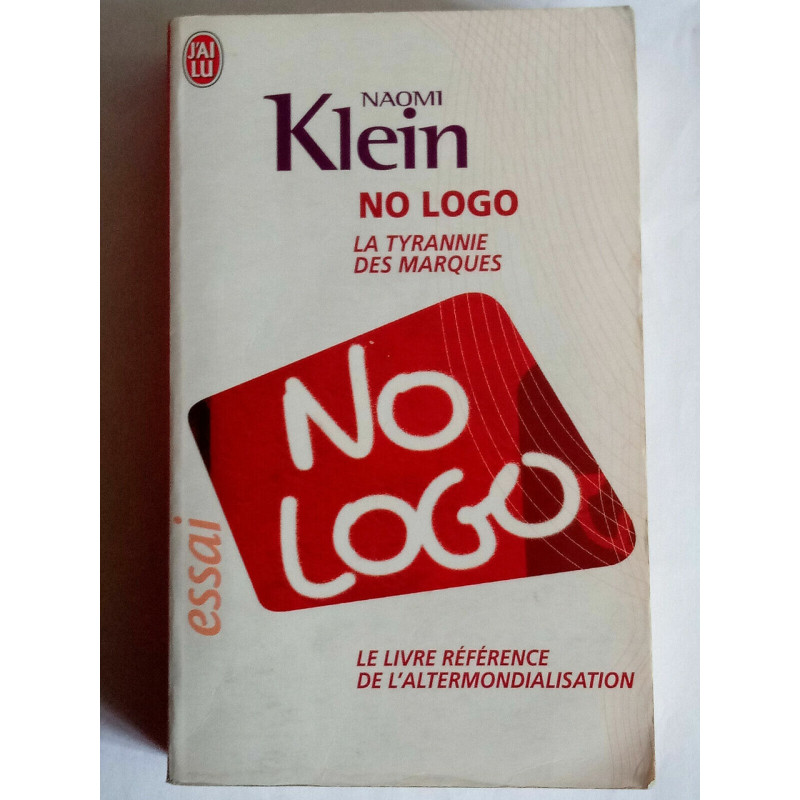 J'AI
LU
NAOMI
Klein
NO LOGO
LA TYRANNIE
DES MARQUES
NO
LOGO
essai
LE LIVRE RÉFÉRENCE
DE L'ALTERMONDIALISATION